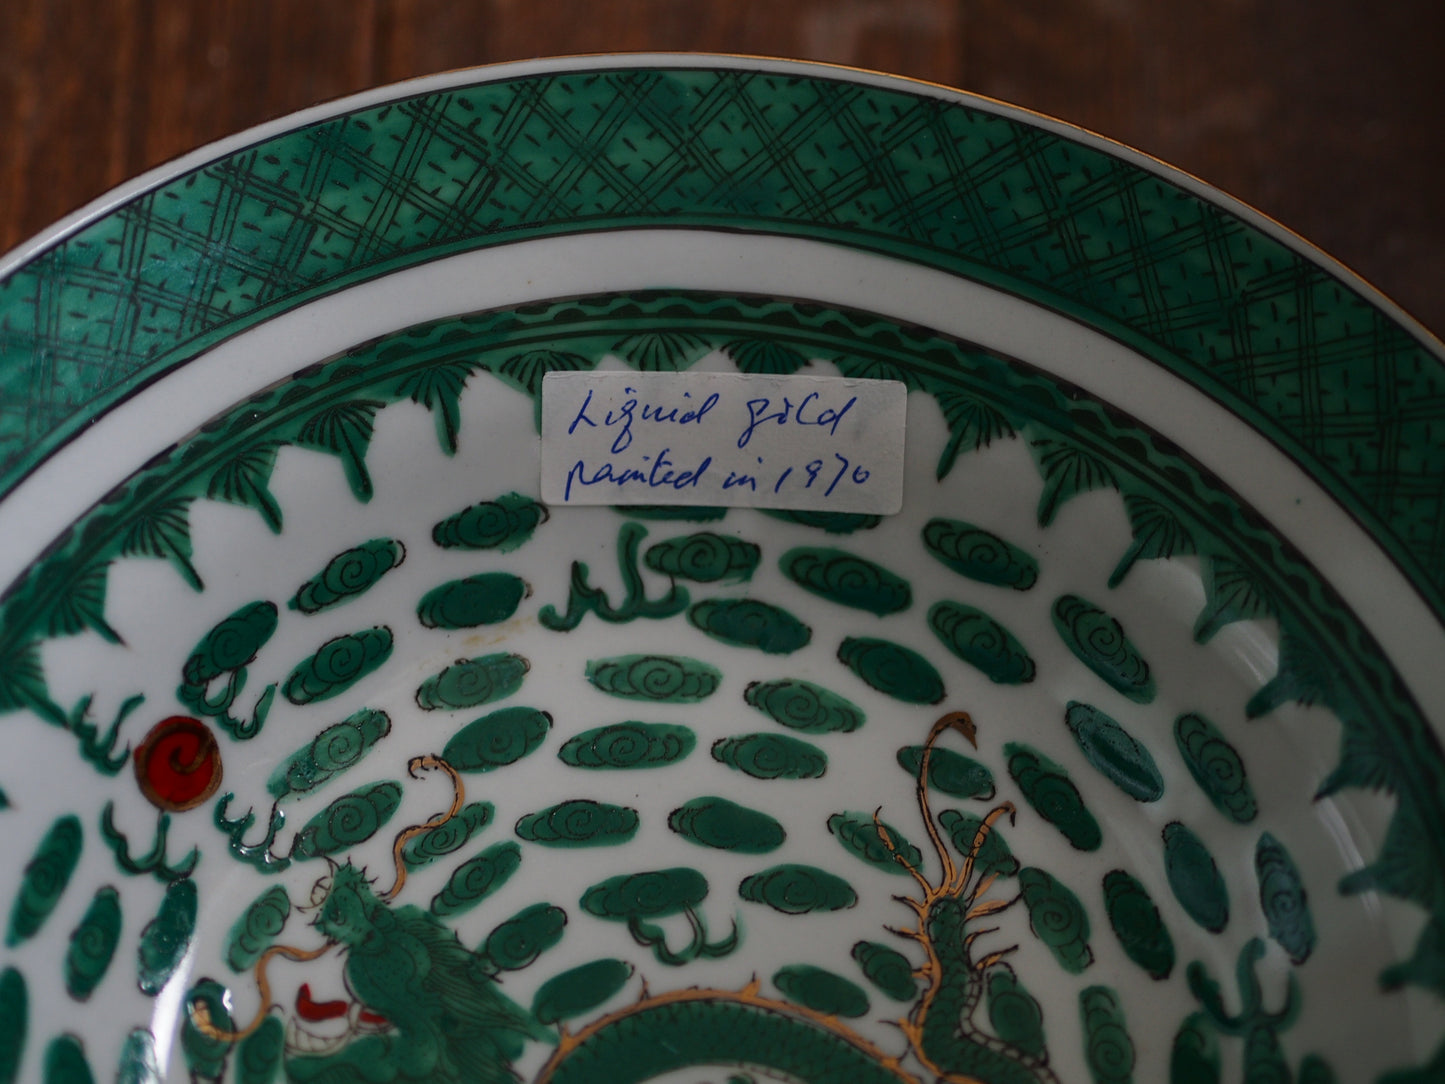 Liquid gold
painted in 1970